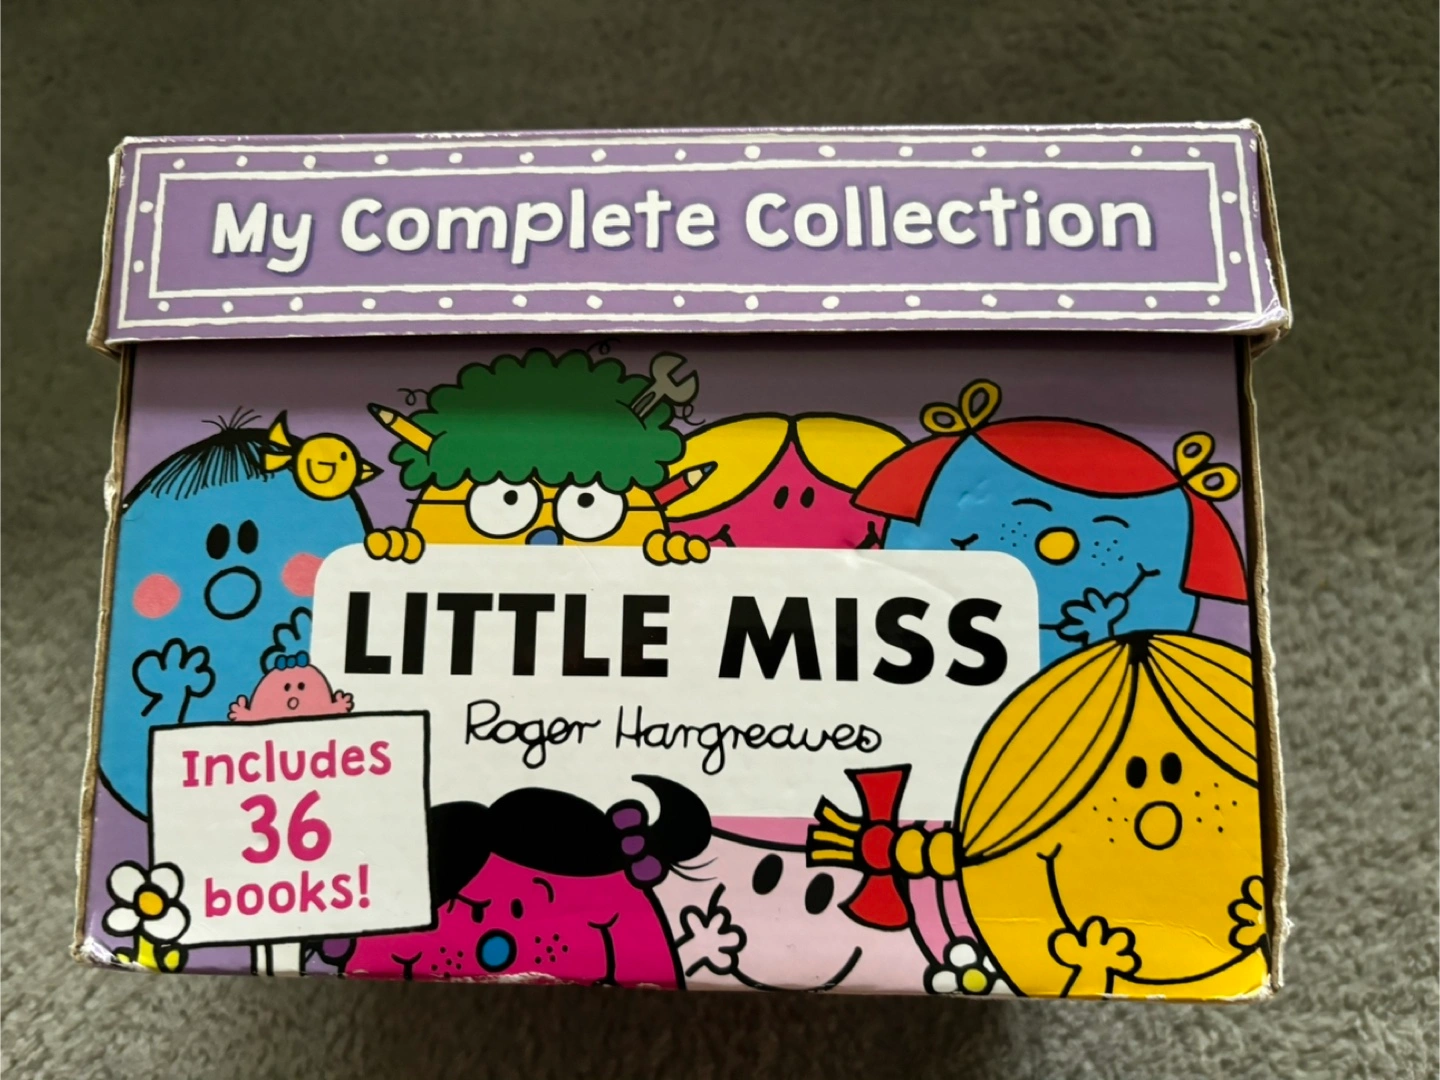 My Complete Collection
LITTLE MISS
Roger Hargreaves
Includes
36
books!